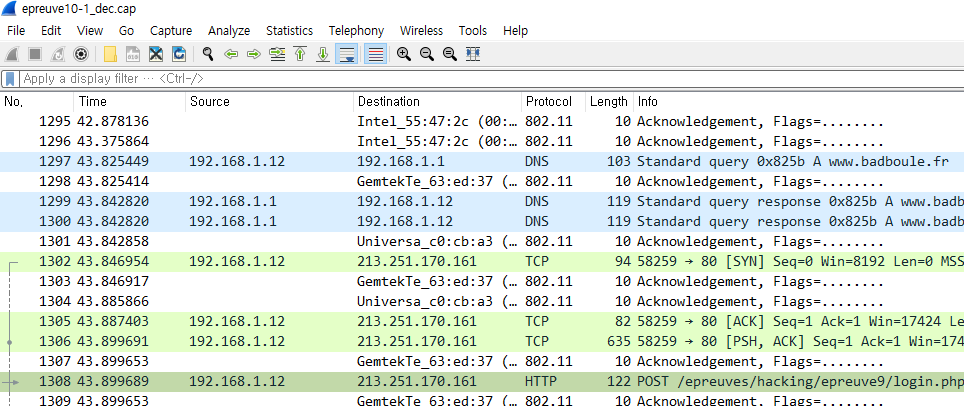 epreuve10-1_dec.cap
File Edit View Go Capture Analyze Statistics Telephony Wireless Tools Help
Apply a display filter ··· <Ctrl-/>
No. Time Source Destination Protocol Length Info
1295 42.878136 Intel_55:47:2c (00:… 802.11 10 Acknowledgement, Flags=........
1296 43.375864 Intel_55:47:2c (00:… 802.11 10 Acknowledgement, Flags=........
1297 43.825449 192.168.1.12 192.168.1.1 DNS 103 Standard query 0x825b A www.badboule.fr
1298 43.825414 GemtekTe_63:ed:37 (… 802.11 10 Acknowledgement, Flags=........
1299 43.842820 192.168.1.1 192.168.1.12 DNS 119 Standard query response 0x825b A www.badb
1300 43.842820 192.168.1.1 192.168.1.12 DNS 119 Standard query response 0x825b A www.badb
1301 43.842858 Universa_c0:cb:a3 (… 802.11 10 Acknowledgement, Flags=........
1302 43.846954 192.168.1.12 213.251.170.161 TCP 94 58259 → 80 [SYN] Seq=0 Win=8192 Len=0 MSS
1303 43.846917 GemtekTe_63:ed:37 (… 802.11 10 Acknowledgement, Flags=........
1304 43.885866 Universa_c0:cb:a3 (… 802.11 10 Acknowledgement, Flags=........
1305 43.887403 192.168.1.12 213.251.170.161 TCP 82 58259 → 80 [ACK] Seq=1 Ack=1 Win=17424 Le
1306 43.899691 192.168.1.12 213.251.170.161 TCP 635 58259 → 80 [PSH, ACK] Seq=1 Ack=1 Win=174
1307 43.899653 GemtekTe_63:ed:37 (… 802.11 10 Acknowledgement, Flags=........
1308 43.899689 192.168.1.12 213.251.170.161 HTTP 122 POST /epreuves/hacking/epreuve9/login.php
1309 43.899653 GemtekTe_63:ed:37 (… 802.11 10 Acknowledgement, Flags=........